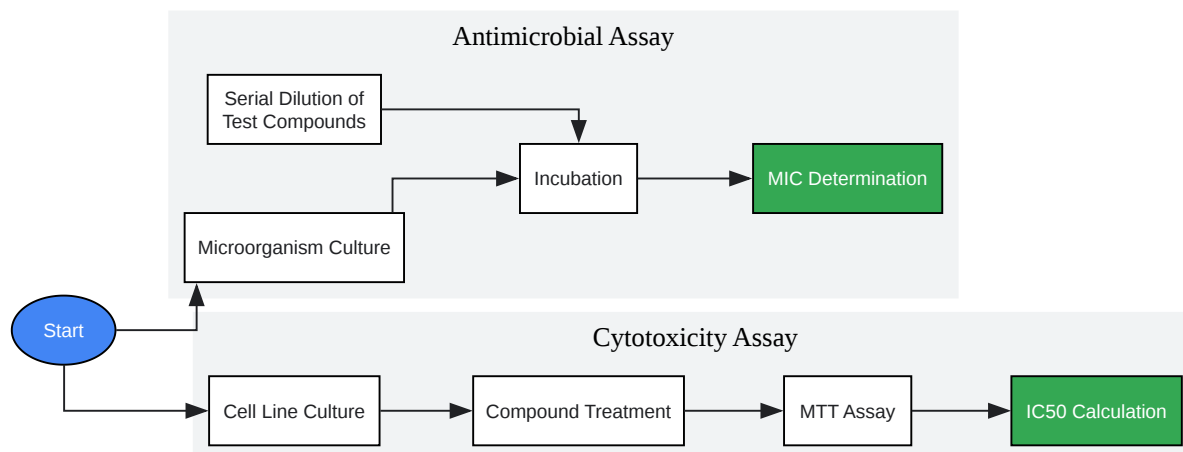 Antimicrobial Assay
Serial Dilution of
Test Compounds
Incubation
MIC Determination
Microorganism Culture
Start
Cytotoxicity Assay
Cell Line Culture
Compound Treatment
MTT Assay
IC50 Calculation